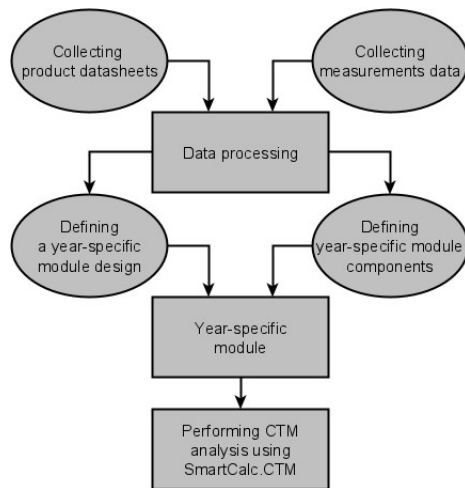 Collecting
product datasheets
Collecting
measurements data
Data processing
Defining
a year-specific
module design
Defining
year-specific module
components
Year-specific
module
Performing CTM
analysis using
SmartCalc.CTM